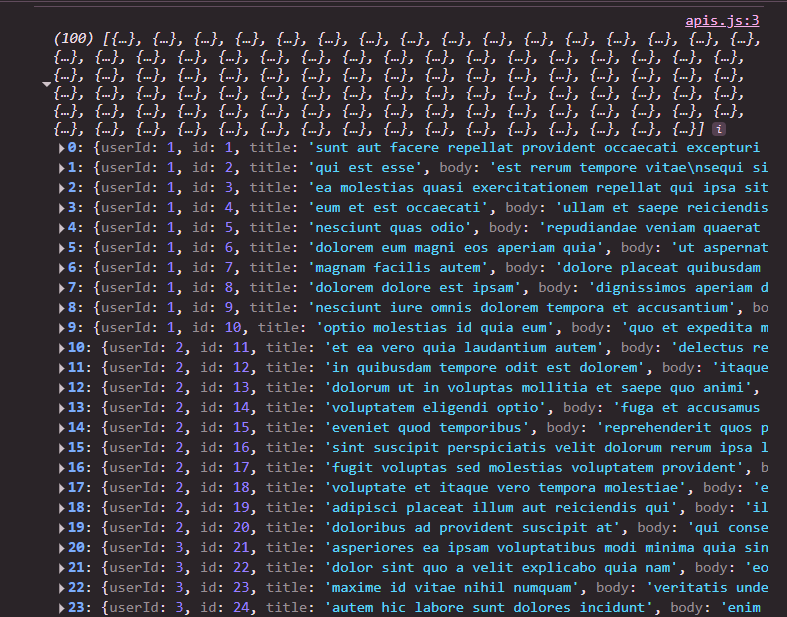 apis.js:3
(100) [{…}, {…}, {…}, {…}, {…}, {…}, {…}, {…}, {…}, {…}, {…}, {…}, {…}, {…}, {…}, {…},
{…}, {…}, {…}, {…}, {…}, {…}, {…}, {…}, {…}, {…}, {…}, {…}, {…}, {…}, {…}, {…}, {…},
{…}, {…}, {…}, {…}, {…}, {…}, {…}, {…}, {…}, {…}, {…}, {…}, {…}, {…}, {…}, {…}, {…},
{…}, {…}, {…}, {…}, {…}, {…}, {…}, {…}, {…}, {…}, {…}, {…}, {…}, {…}, {…}, {…}, {…},
{…}, {…}, {…}, {…}, {…}, {…}, {…}, {…}, {…}, {…}, {…}, {…}, {…}, {…}, {…}, {…}, {…},
{…}, {…}, {…}, {…}, {…}, {…}, {…}, {…}, {…}, {…}, {…}, {…}, {…}, {…}, {…}, {…}] i
0: {userId: 1, id: 1, title: 'sunt aut facere repellat provident occaecati excepturi
1: {userId: 1, id: 2, title: 'qui est esse', body: 'est rerum tempore vitae\nsequi si
2: {userId: 1, id: 3, title: 'ea molestias quasi exercitationem repellat qui ipsa sit
3: {userId: 1, id: 4, title: 'eum et est occaecati', body: 'ullam et saepe reiciendis
4: {userId: 1, id: 5, title: 'nesciunt quas odio', body: 'repudiandae veniam quaerat
5: {userId: 1, id: 6, title: 'dolorem eum magni eos aperiam quia', body: 'ut aspernat
6: {userId: 1, id: 7, title: 'magnam facilis autem', body: 'dolore placeat quibusdam
7: {userId: 1, id: 8, title: 'dolorem dolore est ipsam', body: 'dignissimos aperiam d
8: {userId: 1, id: 9, title: 'nesciunt iure omnis dolorem tempora et accusantium', bo
9: {userId: 1, id: 10, title: 'optio molestias id quia eum', body: 'quo et expedita m
10: {userId: 2, id: 11, title: 'et ea vero quia laudantium autem', body: 'delectus re
11: {userId: 2, id: 12, title: 'in quibusdam tempore odit est dolorem', body: 'itaque
12: {userId: 2, id: 13, title: 'dolorum ut in voluptas mollitia et saepe quo animi',
13: {userId: 2, id: 14, title: 'voluptatem eligendi optio', body: 'fuga et accusamus
14: {userId: 2, id: 15, title: 'eveniet quod temporibus', body: 'reprehenderit quos p
15: {userId: 2, id: 16, title: 'sint suscipit perspiciatis velit dolorum rerum ipsa l
16: {userId: 2, id: 17, title: 'fugit voluptas sed molestias voluptatem provident', b
17: {userId: 2, id: 18, title: 'voluptate et itaque vero tempora molestiae', body: 'e
18: {userId: 2, id: 19, title: 'adipisci placeat illum aut reiciendis qui', body: 'il
19: {userId: 2, id: 20, title: 'doloribus ad provident suscipit at', body: 'qui conse
20: {userId: 3, id: 21, title: 'asperiores ea ipsam voluptatibus modi minima quia sin
21: {userId: 3, id: 22, title: 'dolor sint quo a velit explicabo quia nam', body: 'eo
22: {userId: 3, id: 23, title: 'maxime id vitae nihil numquam', body: 'veritatis unde
23: {userId: 3, id: 24, title: 'autem hic labore sunt dolores incidunt', body: 'enim